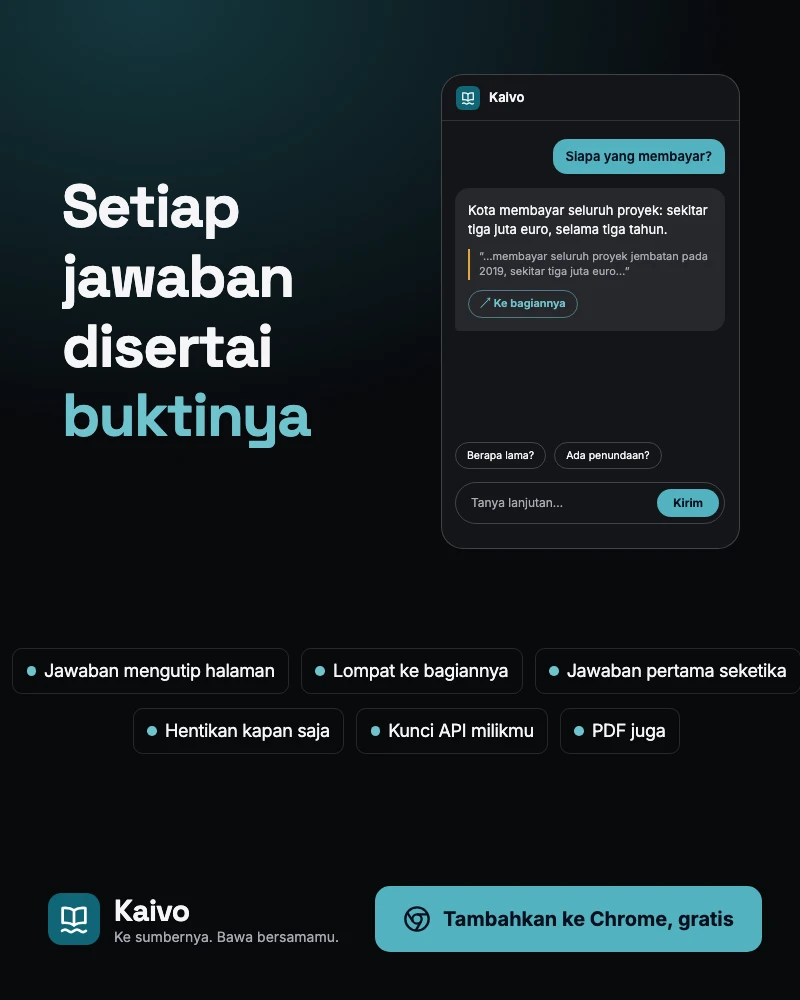 Setiap
jawaban
disertai
buktinya
Kaivo
Siapa yang membayar?
Kota membayar seluruh proyek: sekitar
tiga juta euro, selama tiga tahun.
"…membayar seluruh proyek jembatan pada
2019, sekitar tiga juta euro…"
↗ Ke bagiannya
Berapa lama?
Ada penundaan?
Tanya lanjutan…
Kirim
Jawaban mengutip halaman
Lompat ke bagiannya
Jawaban pertama seketika
Hentikan kapan saja
Kunci API milikmu
PDF juga
Kaivo
Ke sumbernya. Bawa bersamamu.
Tambahkan ke Chrome, gratis